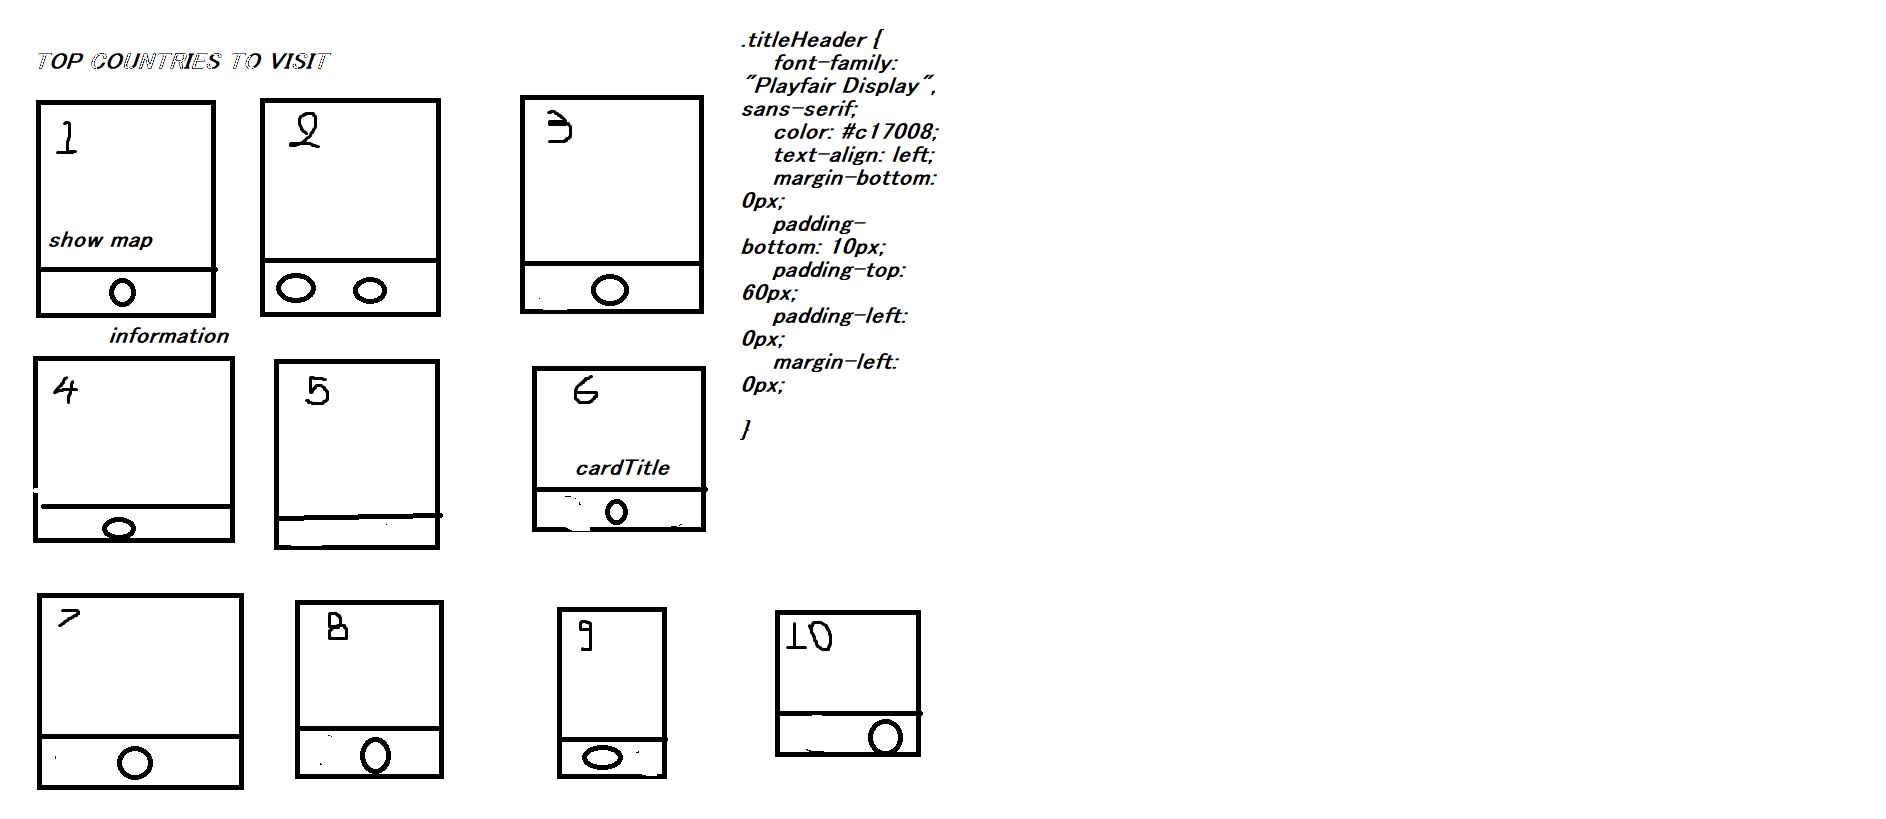 TOP COUNTRIES TO VISIT
.titleHeader {
font-family:
"Playfair Display",
sans-serif;
color: #c17008;
text-align: left;
margin-bottom:
0px;
padding-
bottom: 10px;
padding-top:
60px;
padding-left:
0px;
margin-left:
0px;
}
1
2
3
show map
information
4
5
6
cardTitle
7
8
9
10